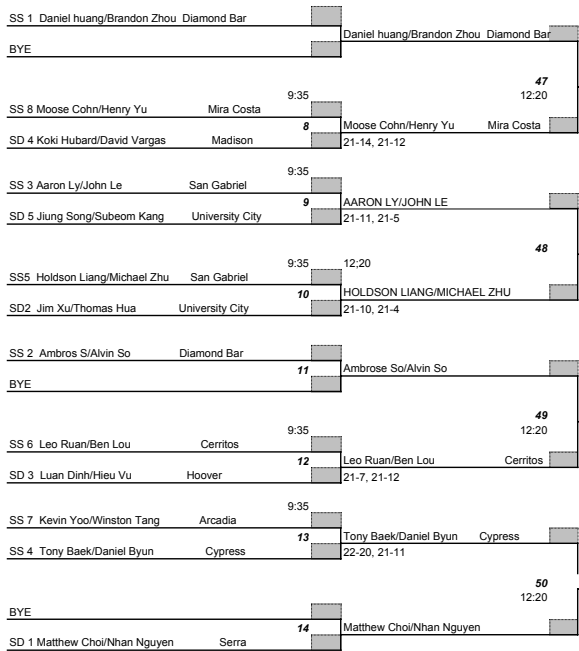 SS 1 Daniel huang/Brandon Zhou Diamond Bar
Daniel huang/Brandon Zhou Diamond Bar
BYE
47
9:35 12:20
SS 8 Moose Cohn/Henry Yu Mira Costa
8 Moose Cohn/Henry Yu Mira Costa
SD 4 Koki Hubard/David Vargas Madison 21-14, 21-12
9:35
SS 3 Aaron Ly/John Le San Gabriel
9 AARON LY/JOHN LE
SD 5 Jiung Song/Subeom Kang University City 21-11, 21-5
48
9:35 12;20
SS5 Holdson Liang/Michael Zhu San Gabriel
10 HOLDSON LIANG/MICHAEL ZHU
SD2 Jim Xu/Thomas Hua University City 21-10, 21-4
SS 2 Ambros S/Alvin So Diamond Bar
11 Ambrose So/Alvin So
BYE
49
9:35 12:20
SS 6 Leo Ruan/Ben Lou Cerritos
12 Leo Ruan/Ben Lou Cerritos
SD 3 Luan Dinh/Hieu Vu Hoover 21-7, 21-12
9:35
SS 7 Kevin Yoo/Winston Tang Arcadia
13 Tony Baek/Daniel Byun Cypress
SS 4 Tony Baek/Daniel Byun Cypress 22-20, 21-11
50
12:20
BYE
14 Matthew Choi/Nhan Nguyen
SD 1 Matthew Choi/Nhan Nguyen Serra